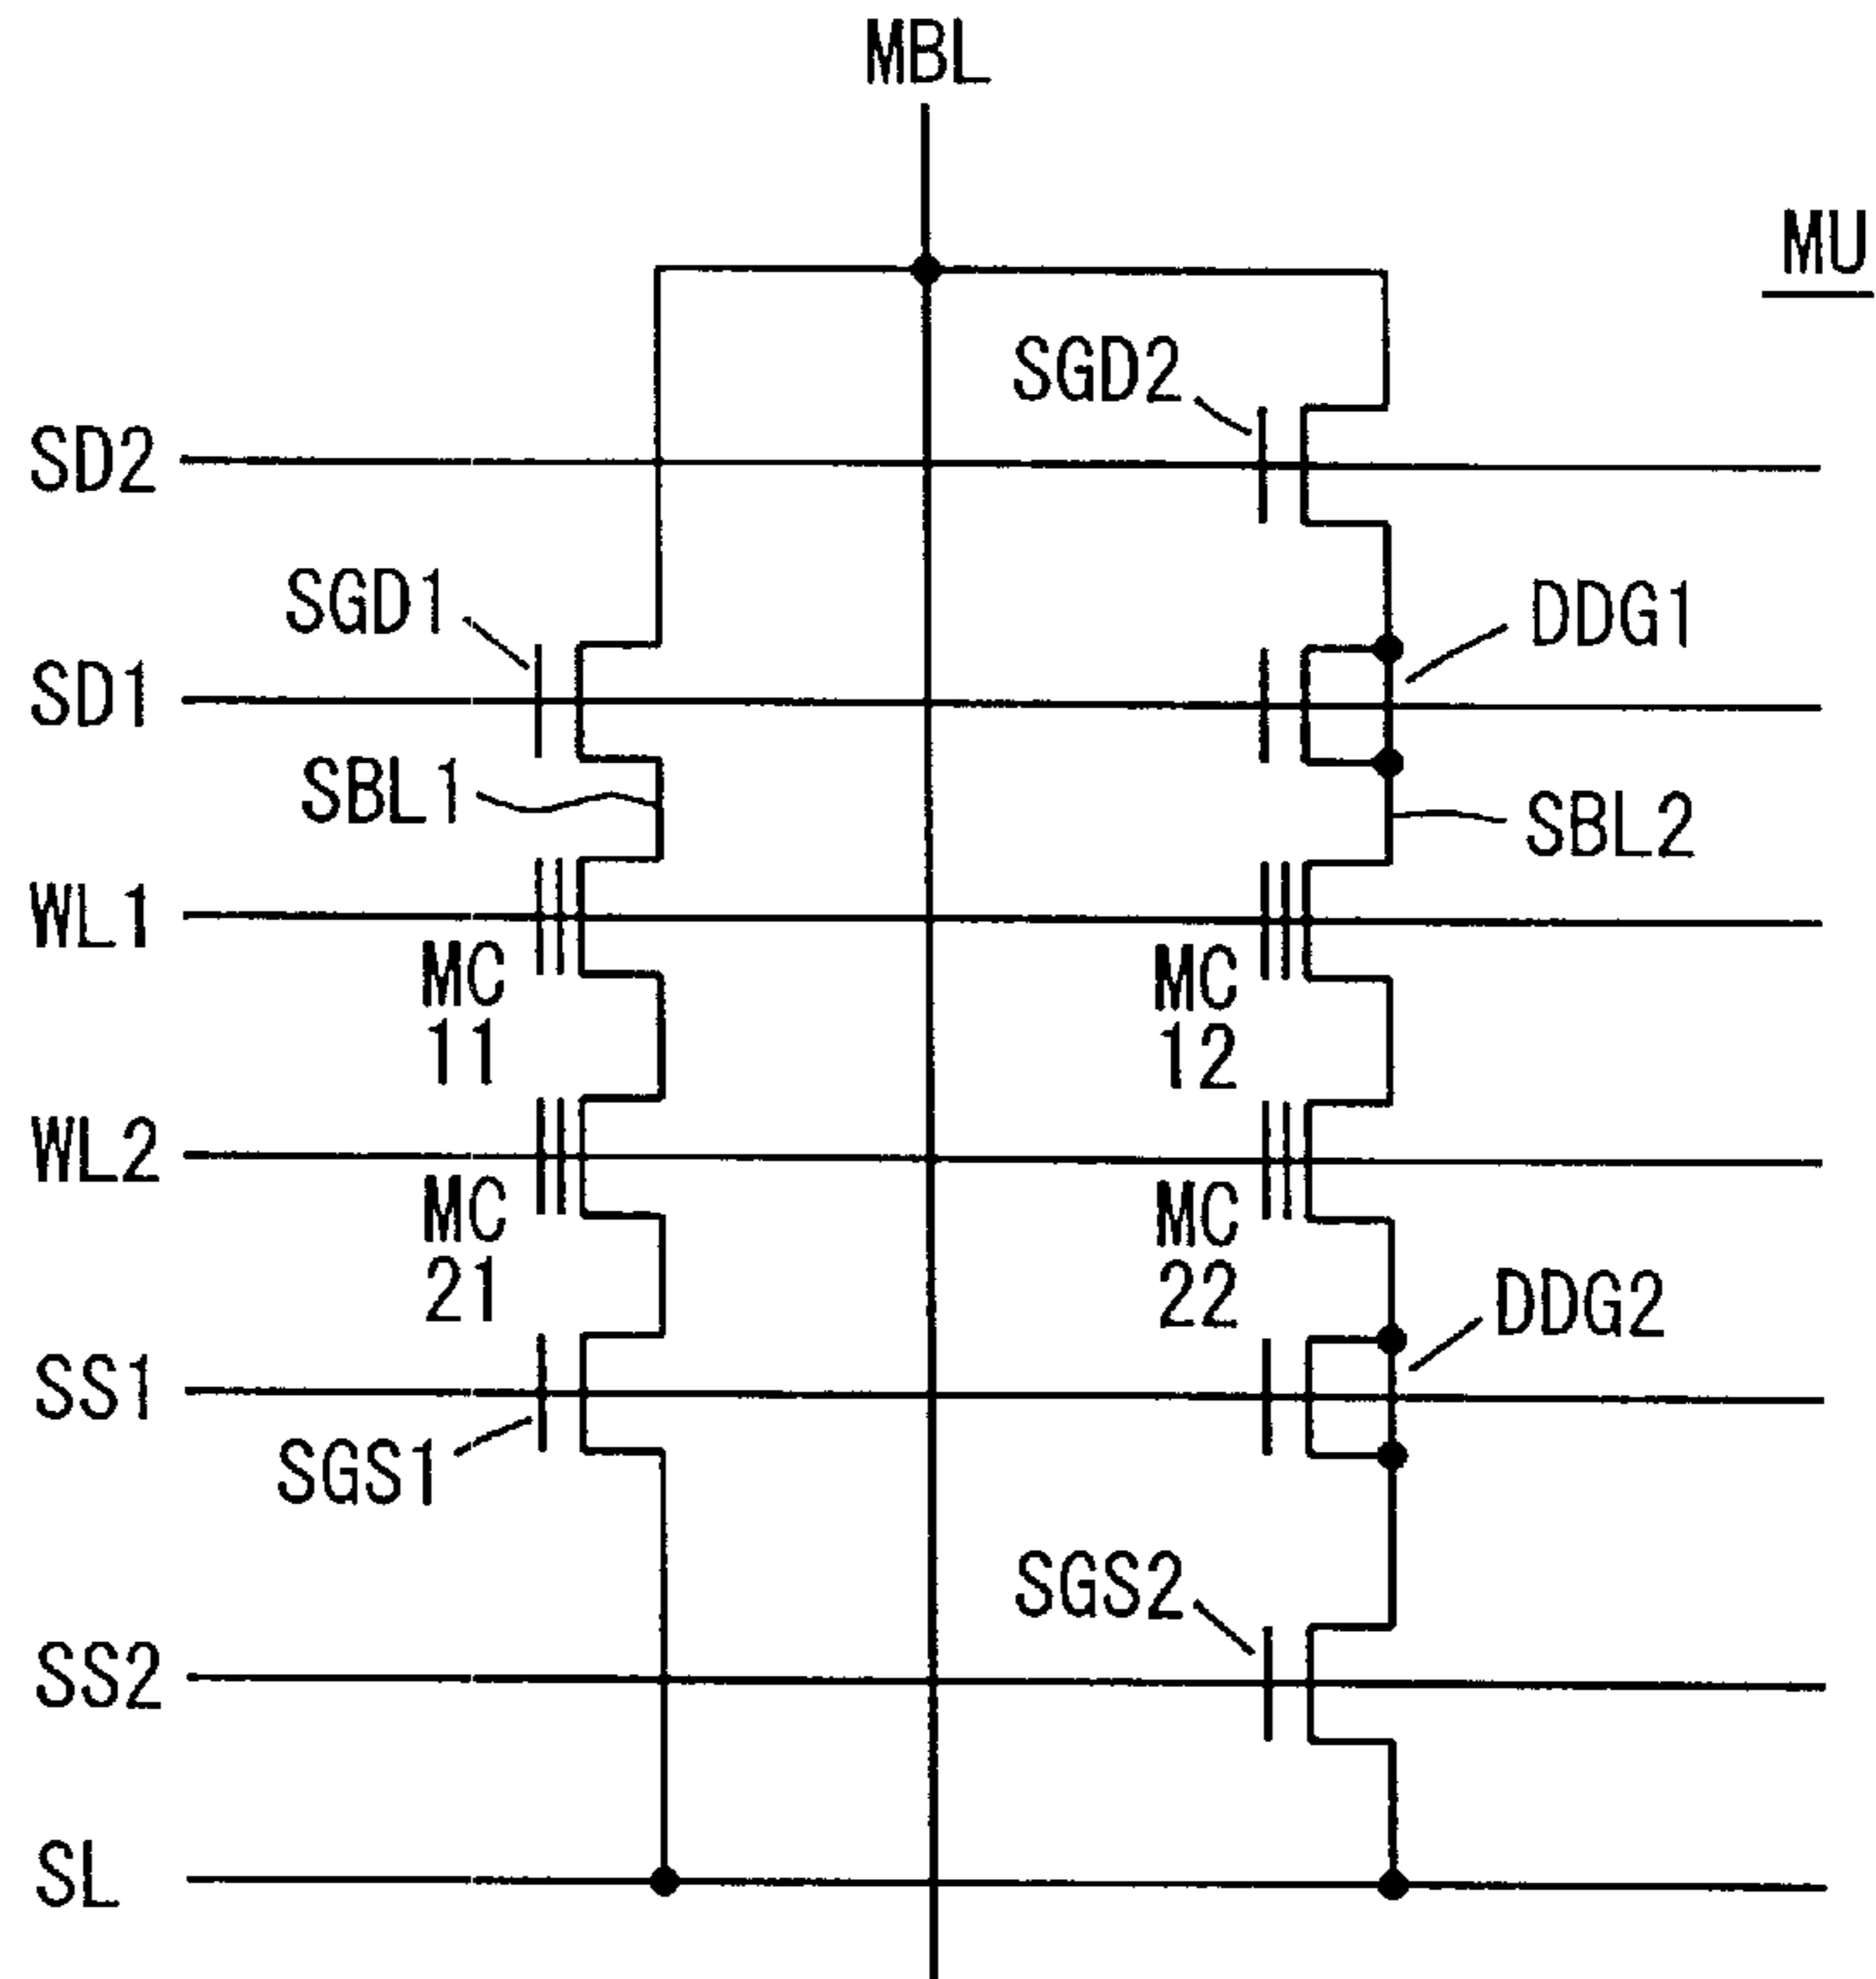 MBL
MU
SGD2
SD2
SGD1
DDG1
SD1
SBL1
SBL2
WL1
MC
11
MC
12
WL2
MC
21
MC
22
DDG2
SS1
SGS1
SGS2
SS2
SL